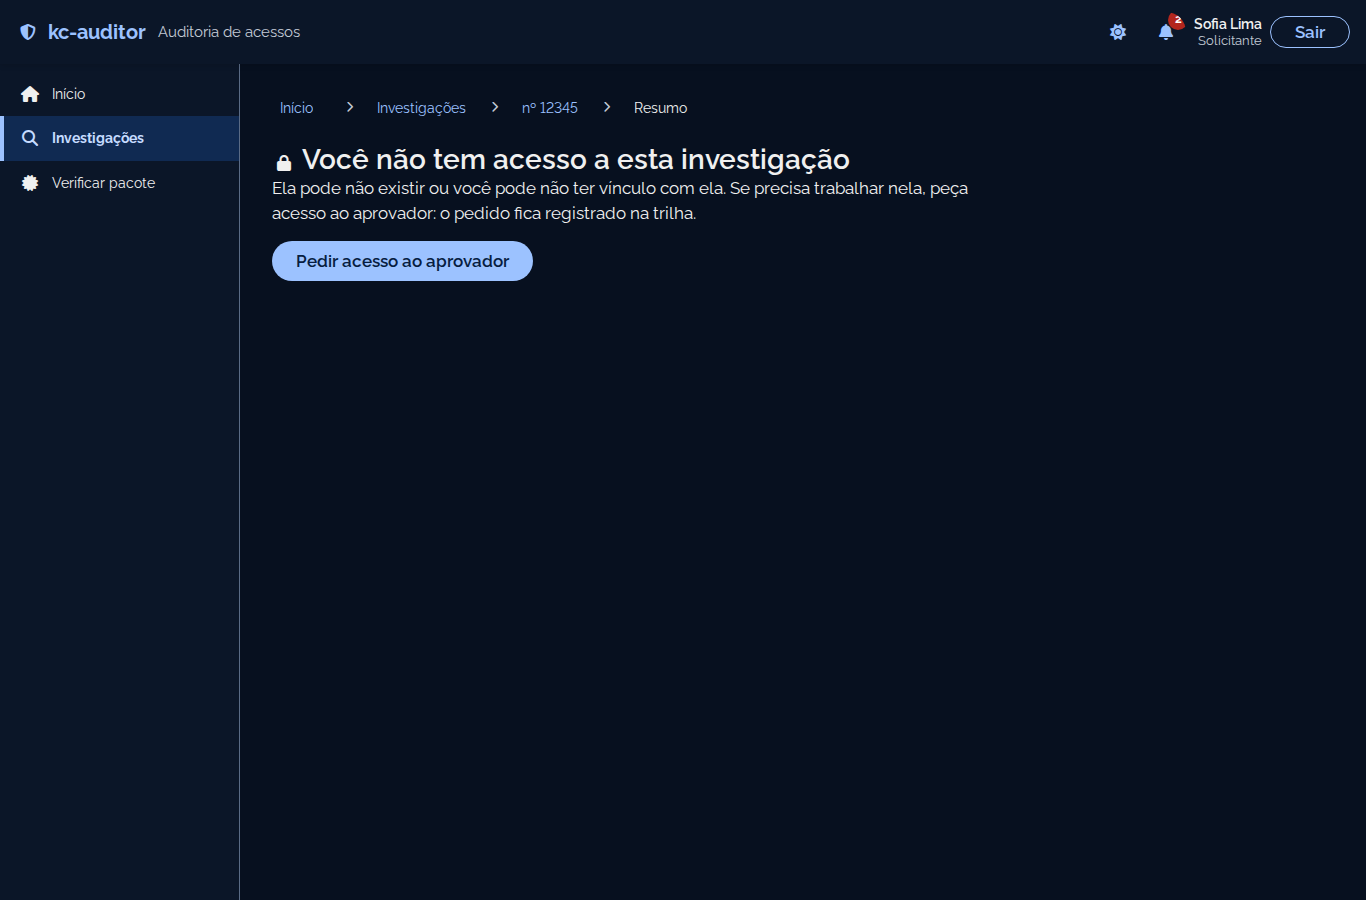 kc-auditor Auditoria de acessos
2
Sofia Lima
Solicitante
Sair
Início
Investigações
Verificar pacote
Início Investigações nº 12345 Resumo
Você não tem acesso a esta investigação
Ela pode não existir ou você pode não ter vínculo com ela. Se precisa trabalhar nela, peça
acesso ao aprovador: o pedido fica registrado na trilha.
Pedir acesso ao aprovador